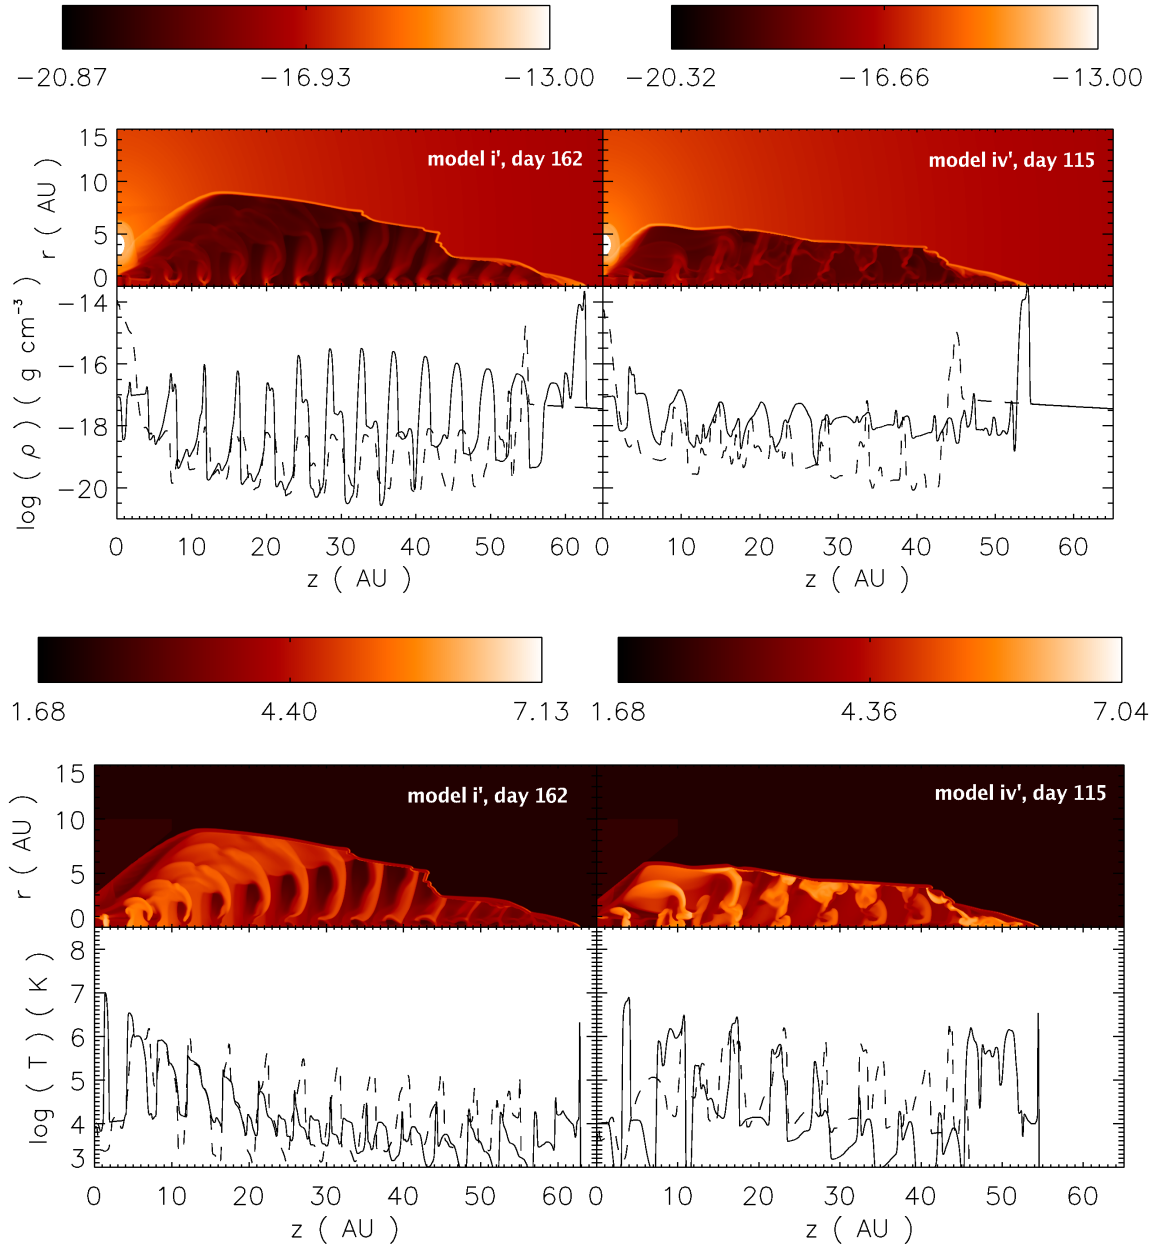 −20.87 −16.93 −13.00 −20.32 −16.66 −13.00
model i', day 162 model iv', day 115
15
10
5
0
r ( AU )
−14
−16
−18
−20
log ( ρ ) ( g cm⁻³ )
0 10 20 30 40 50 60 0 10 20 30 40 50 60
z ( AU ) z ( AU )
1.68 4.40 7.13 1.68 4.36 7.04
model i', day 162 model iv', day 115
15
10
5
0
r ( AU )
8
7
6
5
4
3
log ( T ) ( K )
0 10 20 30 40 50 60 0 10 20 30 40 50 60
z ( AU ) z ( AU )